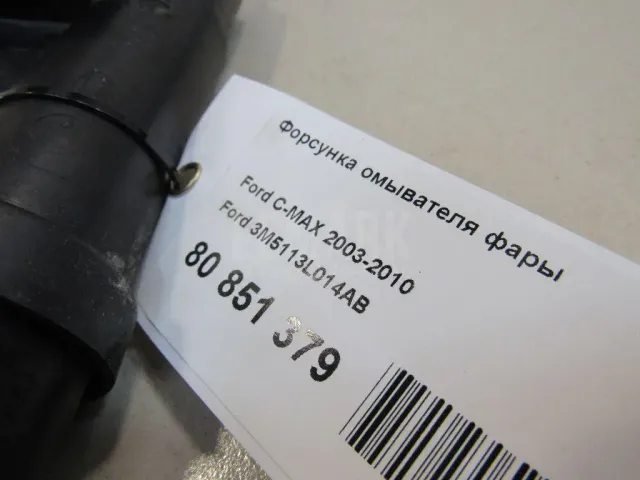 Форсунка омывателя фары
Ford C-MAX 2003-2010
Ford 3M5113L014AB
80 851 379